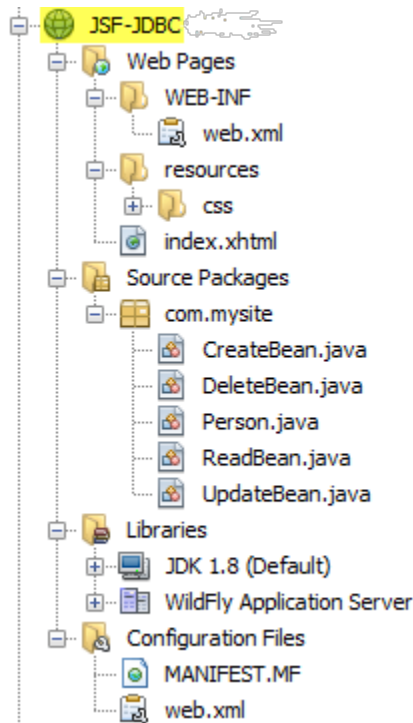 JSF-JDBC
Web Pages
WEB-INF
web.xml
resources
css
index.xhtml
Source Packages
com.mysite
CreateBean.java
DeleteBean.java
Person.java
ReadBean.java
UpdateBean.java
Libraries
JDK 1.8 (Default)
WildFly Application Server
Configuration Files
MANIFEST.MF
web.xml